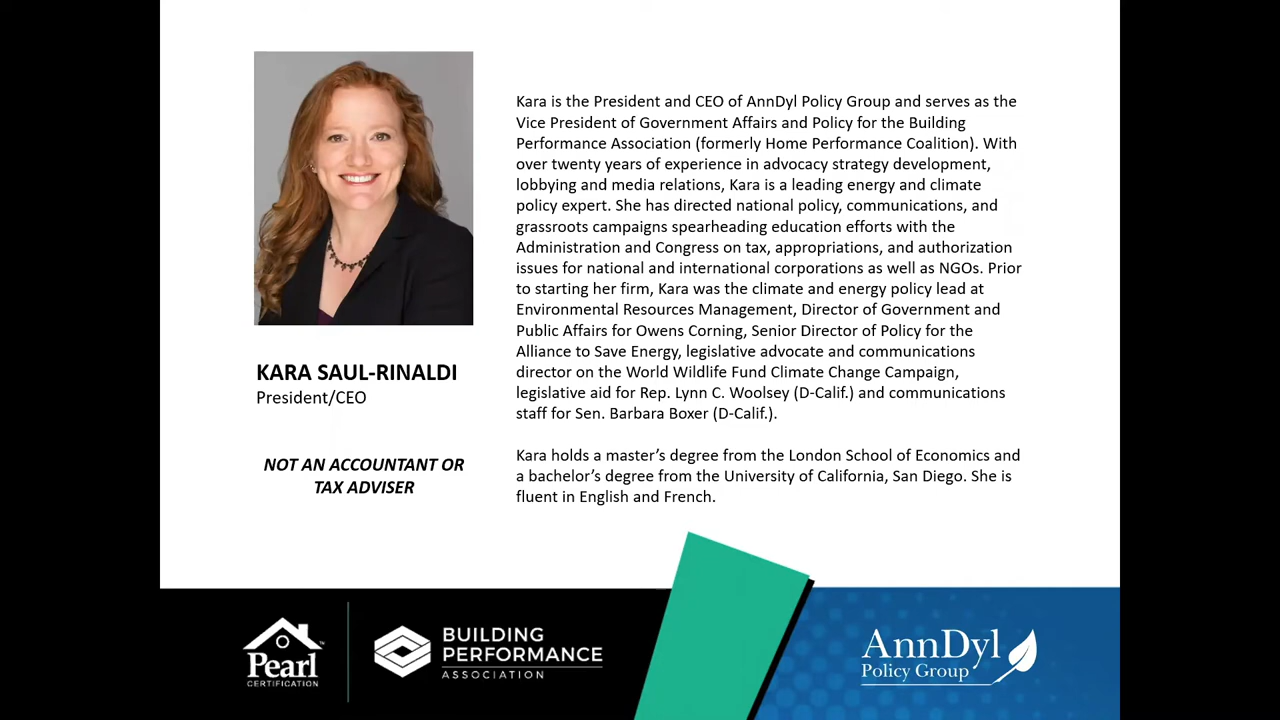 KARA SAUL-RINALDI
President/CEO
NOT AN ACCOUNTANT OR
TAX ADVISER
Kara is the President and CEO of AnnDyl Policy Group and serves as the
Vice President of Government Affairs and Policy for the Building
Performance Association (formerly Home Performance Coalition). With
over twenty years of experience in advocacy strategy development,
lobbying and media relations, Kara is a leading energy and climate
policy expert. She has directed national policy, communications, and
grassroots campaigns spearheading education efforts with the
Administration and Congress on tax, appropriations, and authorization
issues for national and international corporations as well as NGOs. Prior
to starting her firm, Kara was the climate and energy policy lead at
Environmental Resources Management, Director of Government and
Public Affairs for Owens Corning, Senior Director of Policy for the
Alliance to Save Energy, legislative advocate and communications
director on the World Wildlife Fund Climate Change Campaign,
legislative aid for Rep. Lynn C. Woolsey (D-Calif.) and communications
staff for Sen. Barbara Boxer (D-Calif.).
Kara holds a master's degree from the London School of Economics and
a bachelor's degree from the University of California, San Diego. She is
fluent in English and French.
Pearl
CERTIFICATION
BUILDING
PERFORMANCE
ASSOCIATION
AnnDyl
Policy Group